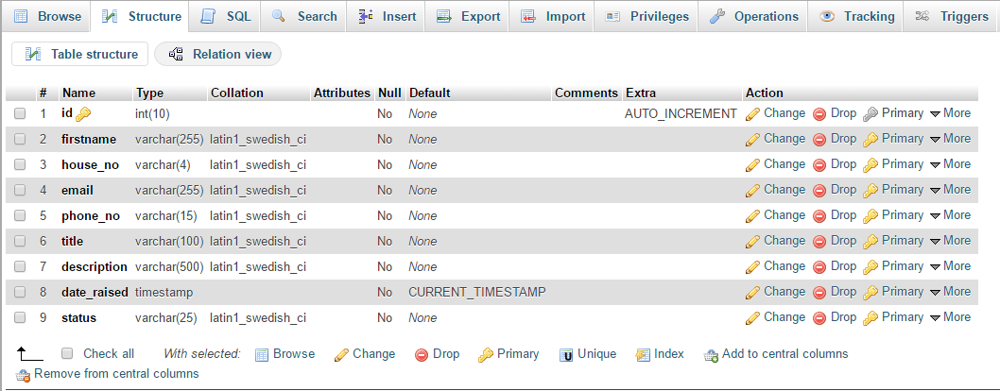 Browse Structure SQL Search Insert Export Import Privileges Operations Tracking Triggers
Table structure Relation view
# Name Type Collation Attributes Null Default Comments Extra Action
1 id int(10) No None AUTO_INCREMENT Change Drop Primary More
2 firstname varchar(255) latin1_swedish_ci No None Change Drop Primary More
3 house_no varchar(4) latin1_swedish_ci No None Change Drop Primary More
4 email varchar(255) latin1_swedish_ci No None Change Drop Primary More
5 phone_no varchar(15) latin1_swedish_ci No None Change Drop Primary More
6 title varchar(100) latin1_swedish_ci No None Change Drop Primary More
7 description varchar(500) latin1_swedish_ci No None Change Drop Primary More
8 date_raised timestamp No CURRENT_TIMESTAMP Change Drop Primary More
9 status varchar(25) latin1_swedish_ci No None Change Drop Primary More
Check all With selected: Browse Change Drop Primary Unique Index Add to central columns
Remove from central columns